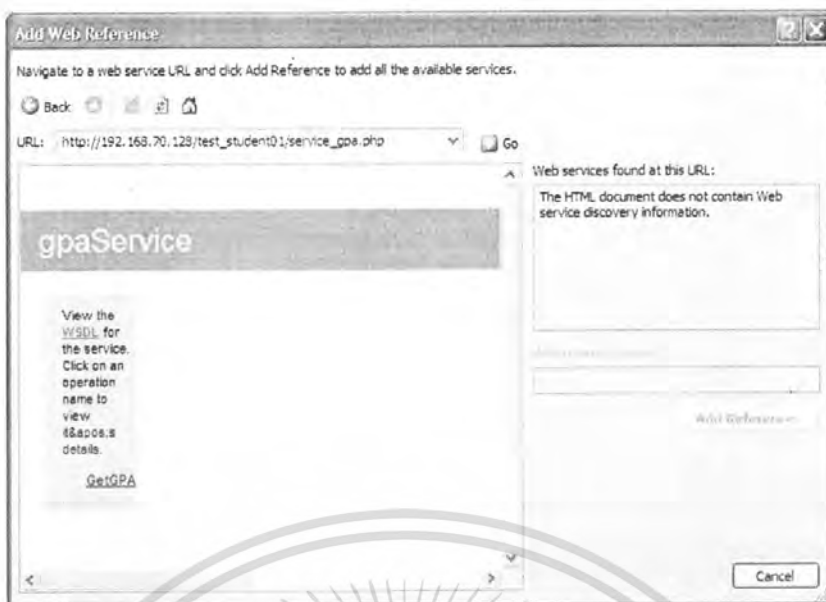 Add Web Reference
Navigate to a web service URL and click Add Reference to add all the available services.
Back
URL: http://192.168.70.128/test_student01/service_gpa.php Go
Web services found at this URL:
The HTML document does not contain Web
service discovery information.
gpaService
View the
WSDL for
the service.
Click on an
operation
name to
view
it&apos;s
details.
GetGPA
Add Reference
Cancel